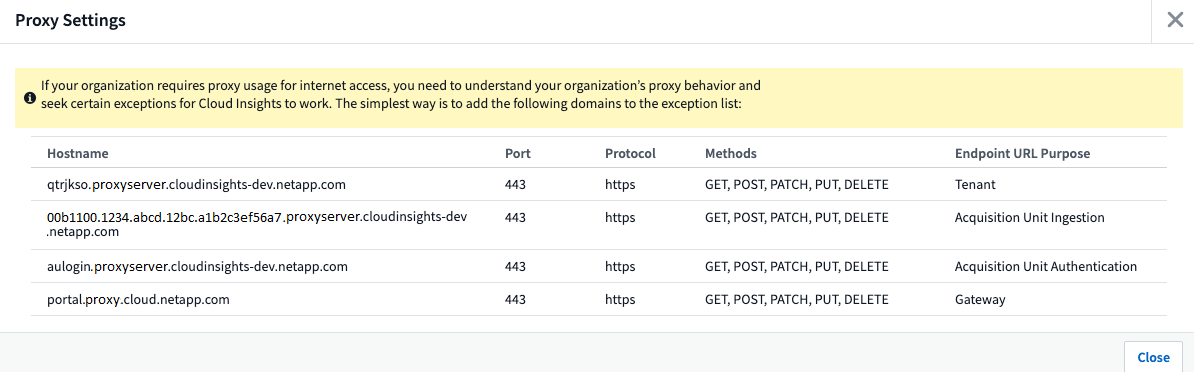 Proxy Settings
If your organization requires proxy usage for internet access, you need to understand your organization's proxy behavior and
seek certain exceptions for Cloud Insights to work. The simplest way is to add the following domains to the exception list:
Hostname Port Protocol Methods Endpoint URL Purpose
qtrjkso.proxyserver.cloudinsights-dev.netapp.com 443 https GET, POST, PATCH, PUT, DELETE Tenant
00b1100.1234.abcd.12bc.a1b2c3ef56a7.proxyserver.cloudinsights-dev 443 https GET, POST, PATCH, PUT, DELETE Acquisition Unit Ingestion
.netapp.com
aulogin.proxyserver.cloudinsights-dev.netapp.com 443 https GET, POST, PATCH, PUT, DELETE Acquisition Unit Authentication
portal.proxy.cloud.netapp.com 443 https GET, POST, PATCH, PUT, DELETE Gateway
Close